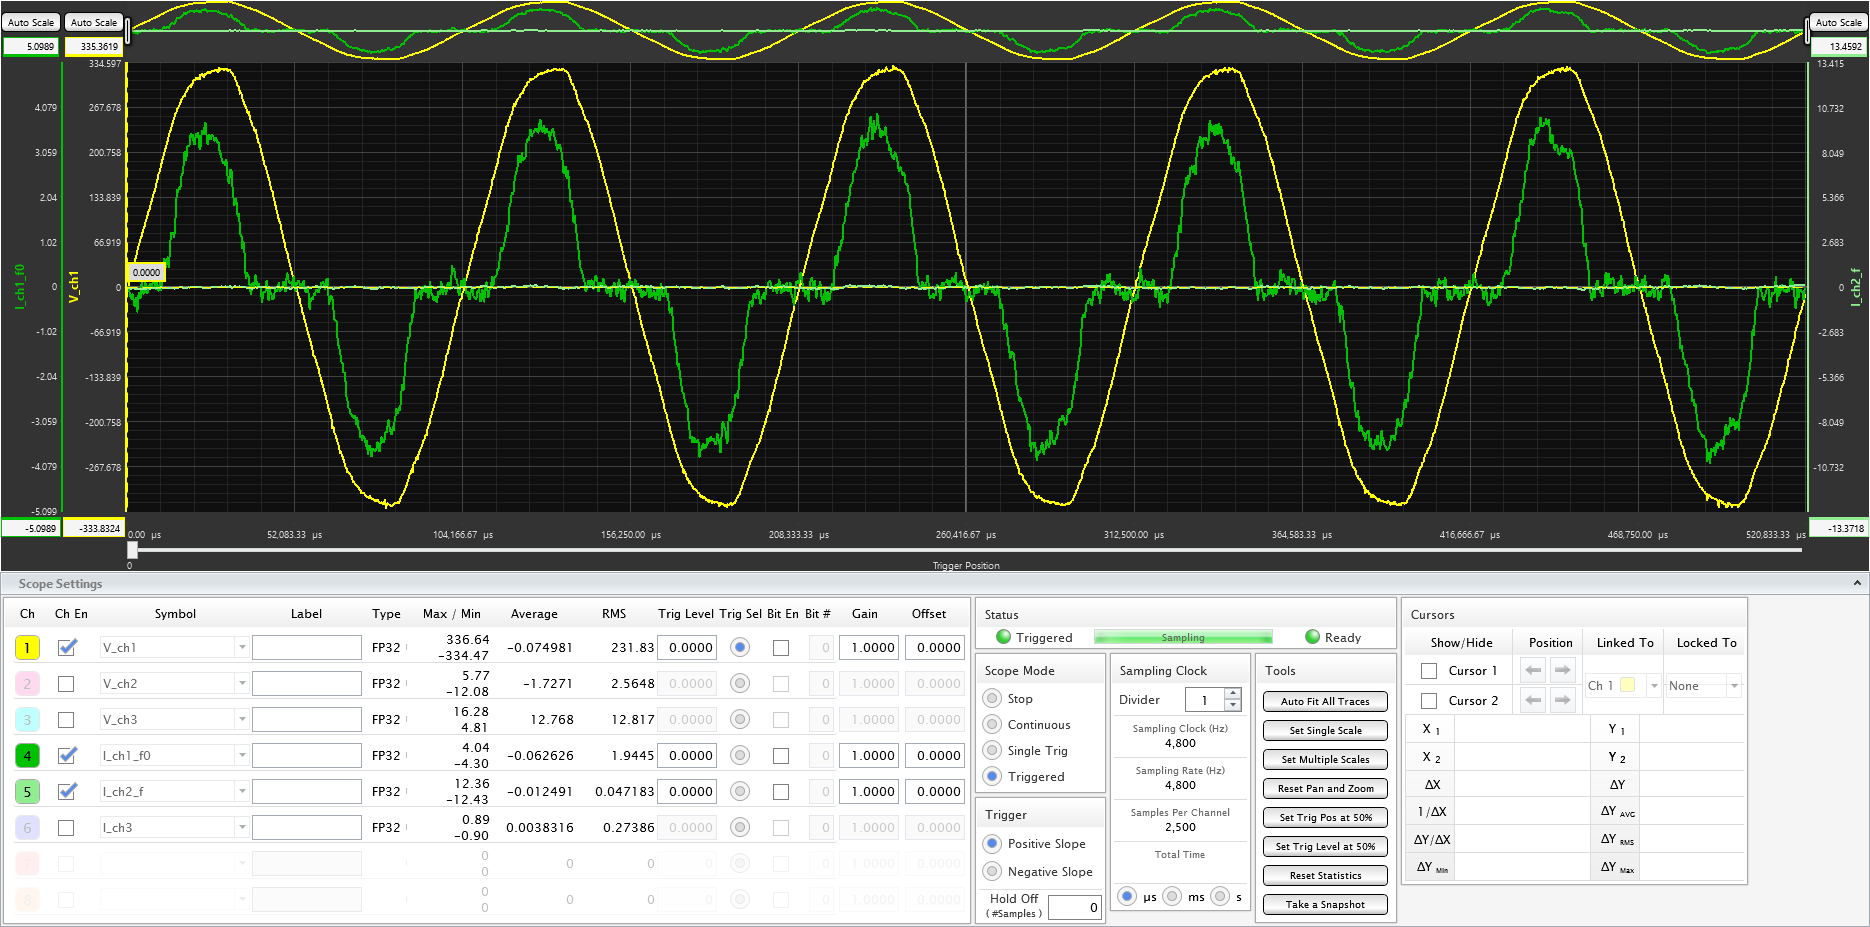 Auto Scale Auto Scale Auto Scale
5.0989 335.3619 13.4592
334.597 13.415
4.079 267.678 10.732
3.059 200.758 8.049
2.04 133.839 5.366
1.02 66.919 2.683
0.0000
0 0 0
I_ch1_f0 V_ch1 I_ch2_f
-1.02 -66.919 -2.683
-2.04 -133.839 -5.366
-3.059 -200.758 -8.049
-4.079 -267.678 -10.732
-5.099
-5.0989 -333.8324 -13.3718
0.00 µs 52,083.33 µs 104,166.67 µs 156,250.00 µs 208,333.33 µs 260,416.67 µs 312,500.00 µs 364,583.33 µs 416,666.67 µs 468,750.00 µs 520,833.33 µs
0 Trigger Position
Scope Settings
Ch Ch En Symbol Label Type Max / Min Average RMS Trig Level Trig Sel Bit En Bit # Gain Offset
1 V_ch1 FP32 336.64 -334.47 -0.074981 231.83 0.0000 0 1.0000 0.0000
2 V_ch2 FP32 5.77 -12.08 -1.7271 2.5648 0.0000 0 1.0000 0.0000
3 V_ch3 FP32 16.28 4.81 12.768 12.817 0.0000 0 1.0000 0.0000
4 I_ch1_f0 FP32 4.04 -4.30 -0.062626 1.9445 0.0000 0 1.0000 0.0000
5 I_ch2_f FP32 12.36 -12.43 -0.012491 0.047183 0.0000 0 1.0000 0.0000
6 I_ch3 FP32 0.89 -0.90 0.0038316 0.27386 0.0000 0 1.0000 0.0000
7 0 0 0 0 0.0000 0 1.0000 0.0000
8 0 0 0 0 0.0000 0 1.0000 0.0000
Status
Triggered Sampling Ready
Scope Mode
Stop
Continuous
Single Trig
Triggered
Trigger
Positive Slope
Negative Slope
Hold Off
( #Samples ) 0
Sampling Clock
Divider 1
Sampling Clock (Hz)
4,800
Sampling Rate (Hz)
4,800
Samples Per Channel
2,500
Total Time
µs ms s
Tools
Auto Fit All Traces
Set Single Scale
Set Multiple Scales
Reset Pan and Zoom
Set Trig Pos at 50%
Set Trig Level at 50%
Reset Statistics
Take a Snapshot
Cursors
Show/Hide Position Linked To Locked To
Cursor 1
Ch 1 None
Cursor 2
X 1 Y 1
X 2 Y 2
ΔX ΔY
1/ΔX ΔY AVG
ΔY/ΔX ΔY RMS
ΔY Min ΔY Max